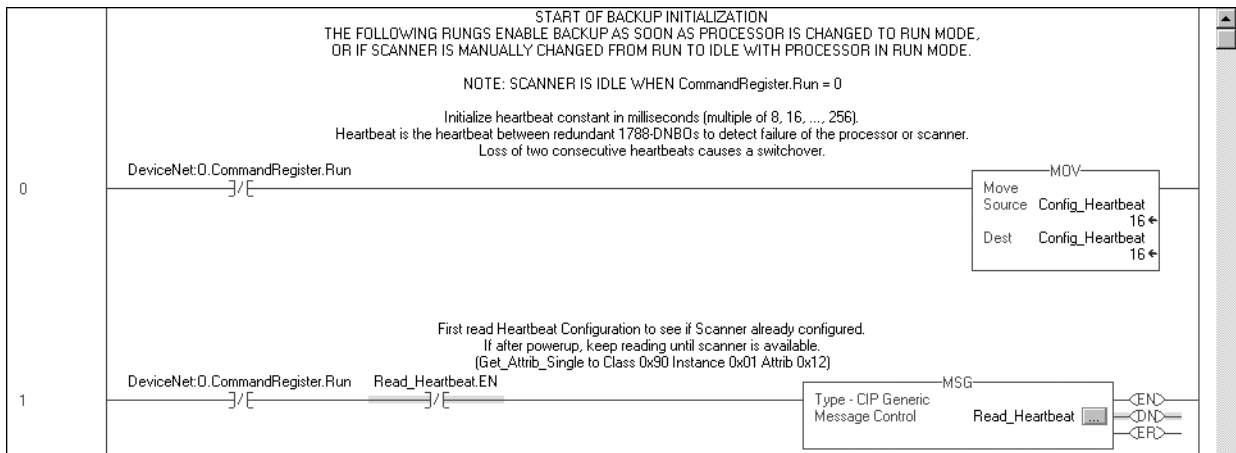 START OF BACKUP INITIALIZATION
THE FOLLOWING RUNGS ENABLE BACKUP AS SOON AS PROCESSOR IS CHANGED TO RUN MODE,
OR IF SCANNER IS MANUALLY CHANGED FROM RUN TO IDLE WITH PROCESSOR IN RUN MODE.
NOTE: SCANNER IS IDLE WHEN CommandRegister.Run = 0
Initialize heartbeat constant in milliseconds (multiple of 8, 16, ..., 256).
Heartbeat is the heartbeat between redundant 1788-DNBOs to detect failure of the processor or scanner.
Loss of two consecutive heartbeats causes a switchover.
DeviceNet:O.CommandRegister.Run
0
MOV
Move
Source Config_Heartbeat
16
Dest Config_Heartbeat
16
First read Heartbeat Configuration to see if Scanner already configured.
If after powerup, keep reading until scanner is available.
(Get_Attrib_Single to Class 0x90 Instance 0x01 Attrib 0x12)
DeviceNet:O.CommandRegister.Run Read_Heartbeat.EN
1
MSG
Type - CIP Generic
Message Control Read_Heartbeat ...
EN
DN
ER